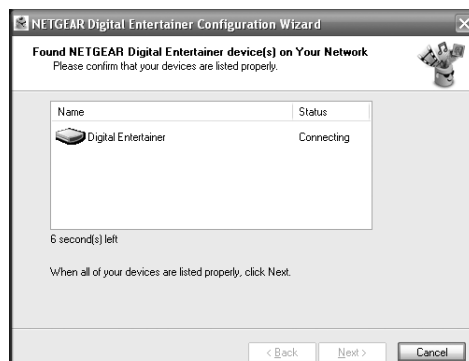 NETGEAR Digital Entertainer Configuration Wizard
Found NETGEAR Digital Entertainer device(s) on Your Network
Please confirm that your devices are listed properly.
Name Status
Digital Entertainer Connecting
6 second(s) left
When all of your devices are listed properly, click Next.
< Back Next > Cancel